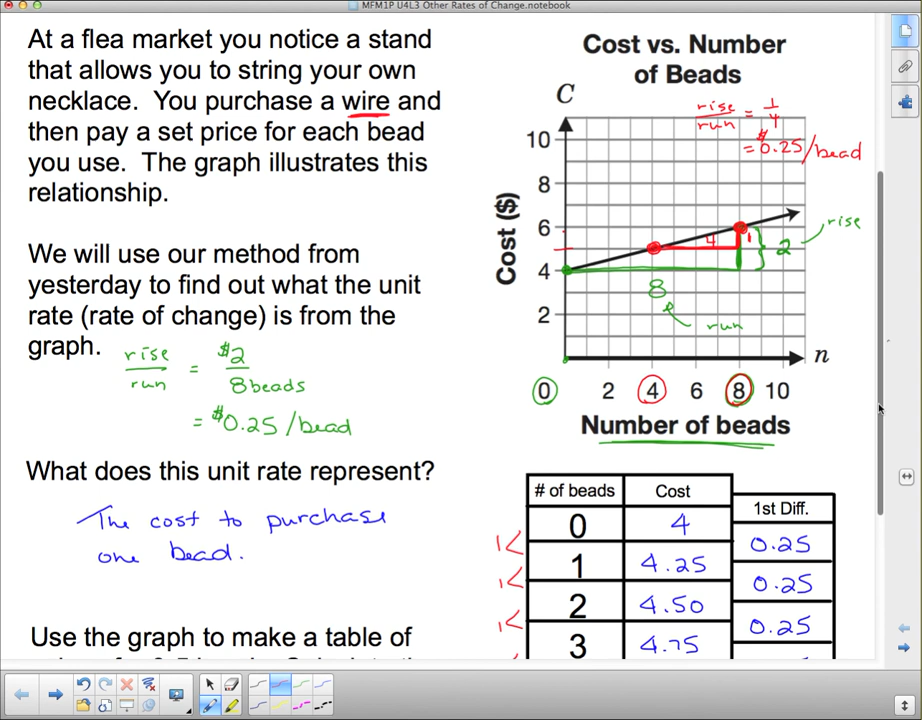 MFM1P U4L3 Other Rates of Change.notebook
At a flea market you notice a stand
that allows you to string your own
necklace. You purchase a wire and
then pay a set price for each bead
you use. The graph illustrates this
relationship.
We will use our method from
yesterday to find out what the unit
rate (rate of change) is from the
graph.
rise/run = $2/8 beads
= $0.25/bead
What does this unit rate represent?
The cost to purchase
one bead.
Use the graph to make a table of
Cost vs. Number
of Beads
C
rise/run = 1/4
= $0.25/bead
10
8
6
4
2
Cost ($)
4
1
2
rise
8
run
n
0 2 4 6 8 10
Number of beads
# of beads Cost 1st Diff.
0 4
1< 0.25
1 4.25
1< 0.25
2 4.50
1< 0.25
3 4.75